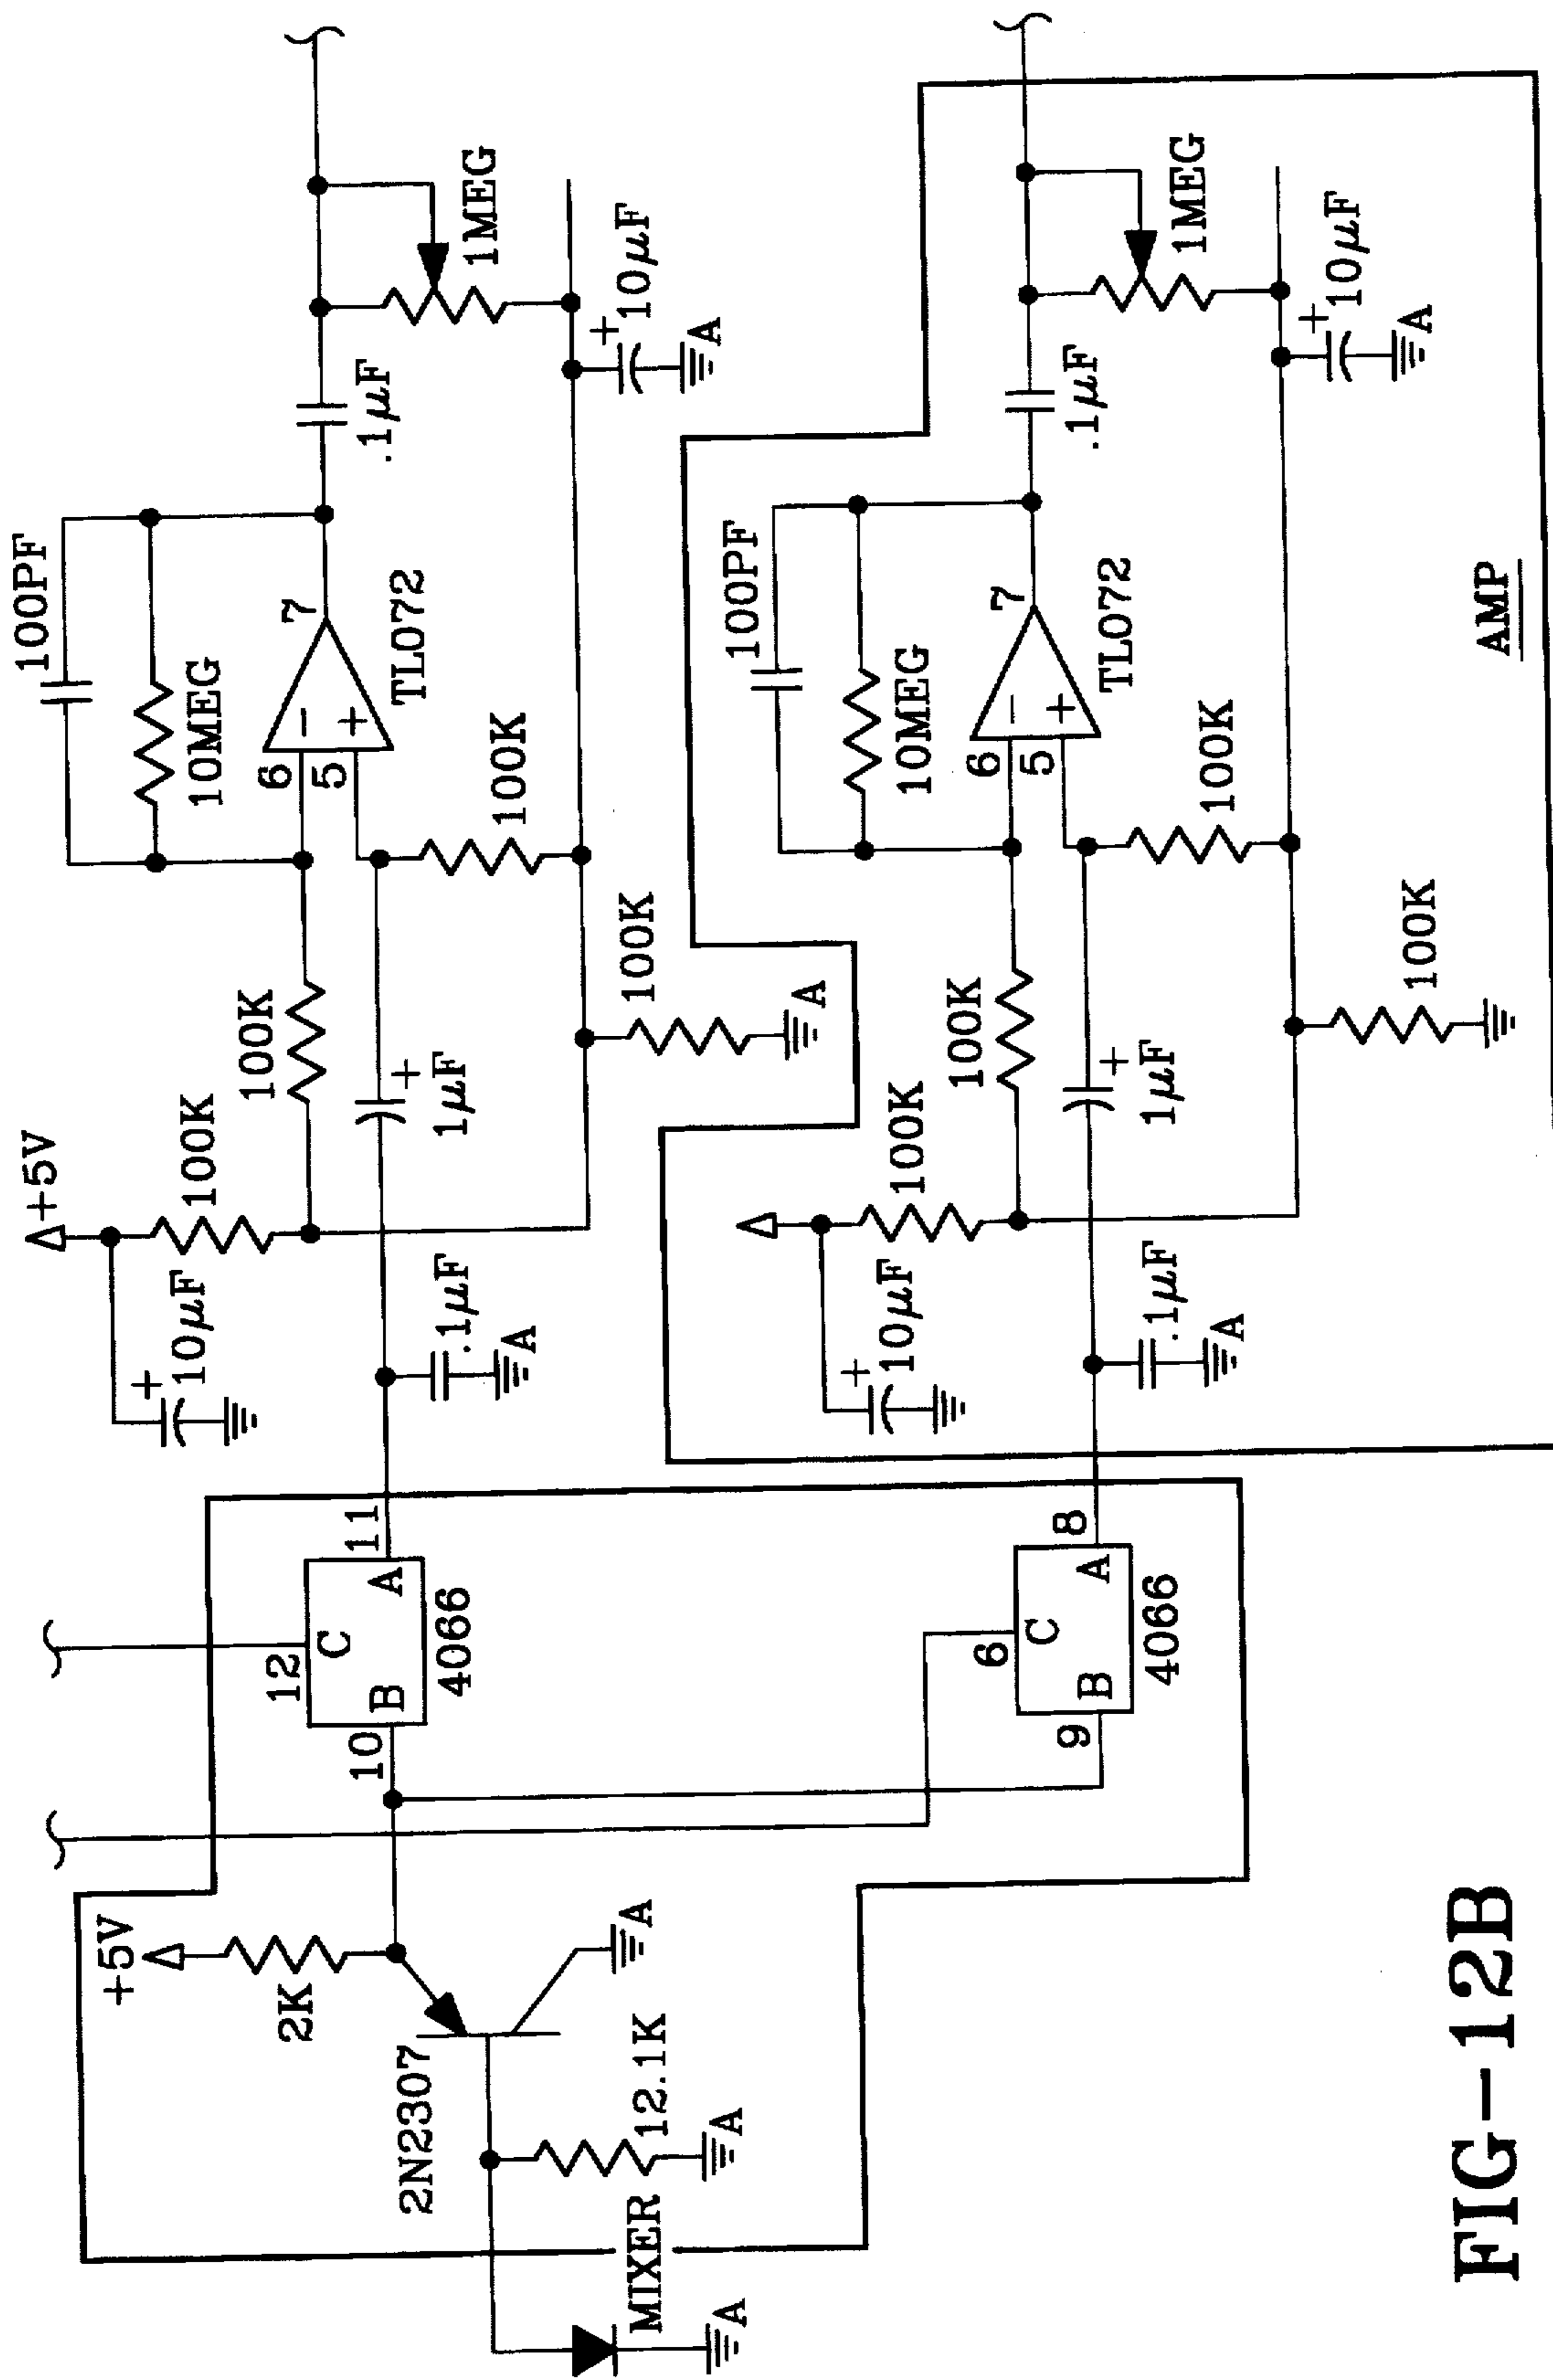 +5V
2K
2N2307
12.1K
A
A
MIXER
A
10
B
C
12
A
11
4066
9
B
C
6
A
8
4066
+5V
+
10µF
100K
100K
.1µF
A
+
1µF
100K
A
100PF
10MEG
6
5
−
+
7
TL072
100K
.1µF
1MEG
+
10µF
A
+
10µF
100K
100K
.1µF
A
+
1µF
100K
100PF
10MEG
6
5
−
+
7
TL072
100K
.1µF
1MEG
+
10µF
A
AMP
FIG-12B